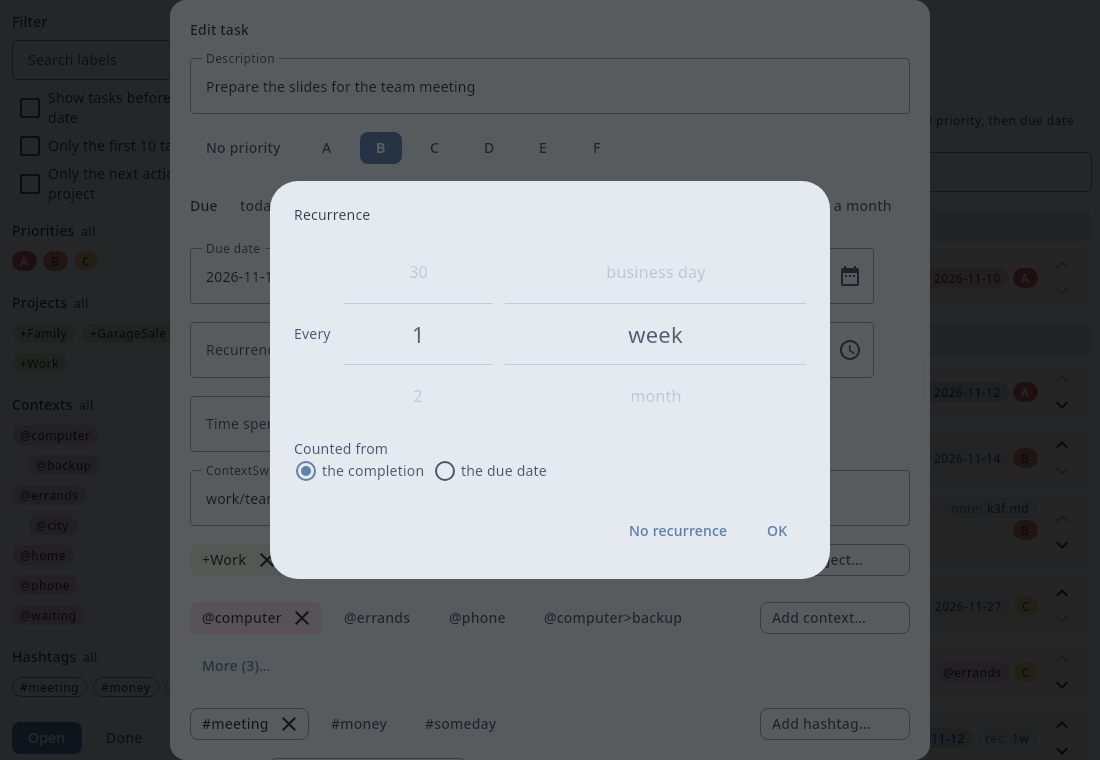 Filter
Search labels
Show tasks before
date
Only the first 10 ta
Only the next actio
project
Priorities all
A B C
Projects all
+Family +GarageSale
+Work
Contexts all
@computer
@backup
@errands
@city
@home
@phone
@waiting
Hashtags all
#meeting #money
Open Done
Edit task
Description
Prepare the slides for the team meeting
No priority A B C D E F
Due toda a month
Due date
2026-11-1
Recurrenc
Time spen
ContextSw
work/tean
+Work ject...
@computer @errands @phone @computer>backup Add context...
More (3)...
#meeting #money #someday Add hashtag...
Recurrence
30 business day
Every 1 week
2 month
Counted from
the completion the due date
No recurrence OK
priority, then due date
2026-11-10 A
2026-11-12 A
2026-11-14 B
note: k3f.md
B
2026-11-27 C
@errands C
11-12 rec: 1w